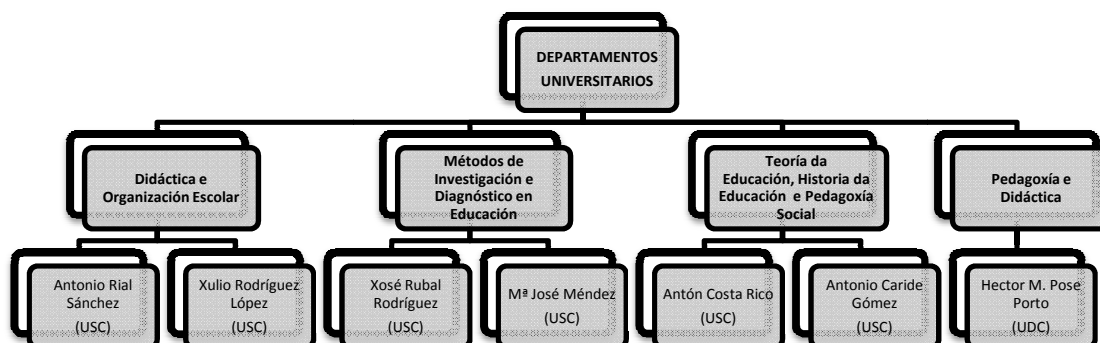 DEPARTAMENTOS
UNIVERSITARIOS
Didáctica e
Organización Escolar
Métodos de
Investigación e
Diagnóstico en
Educación
Teoría da
Educación, Historia da
Educación e Pedagoxía
Social
Pedagoxía e
Didáctica
Antonio Rial
Sánchez
(USC)
Xulio Rodríguez
López
(USC)
Xosé Rubal
Rodríguez
(USC)
Mª José Méndez
(USC)
Antón Costa Rico
(USC)
Antonio Caride
Gómez
(USC)
Hector M. Pose
Porto
(UDC)